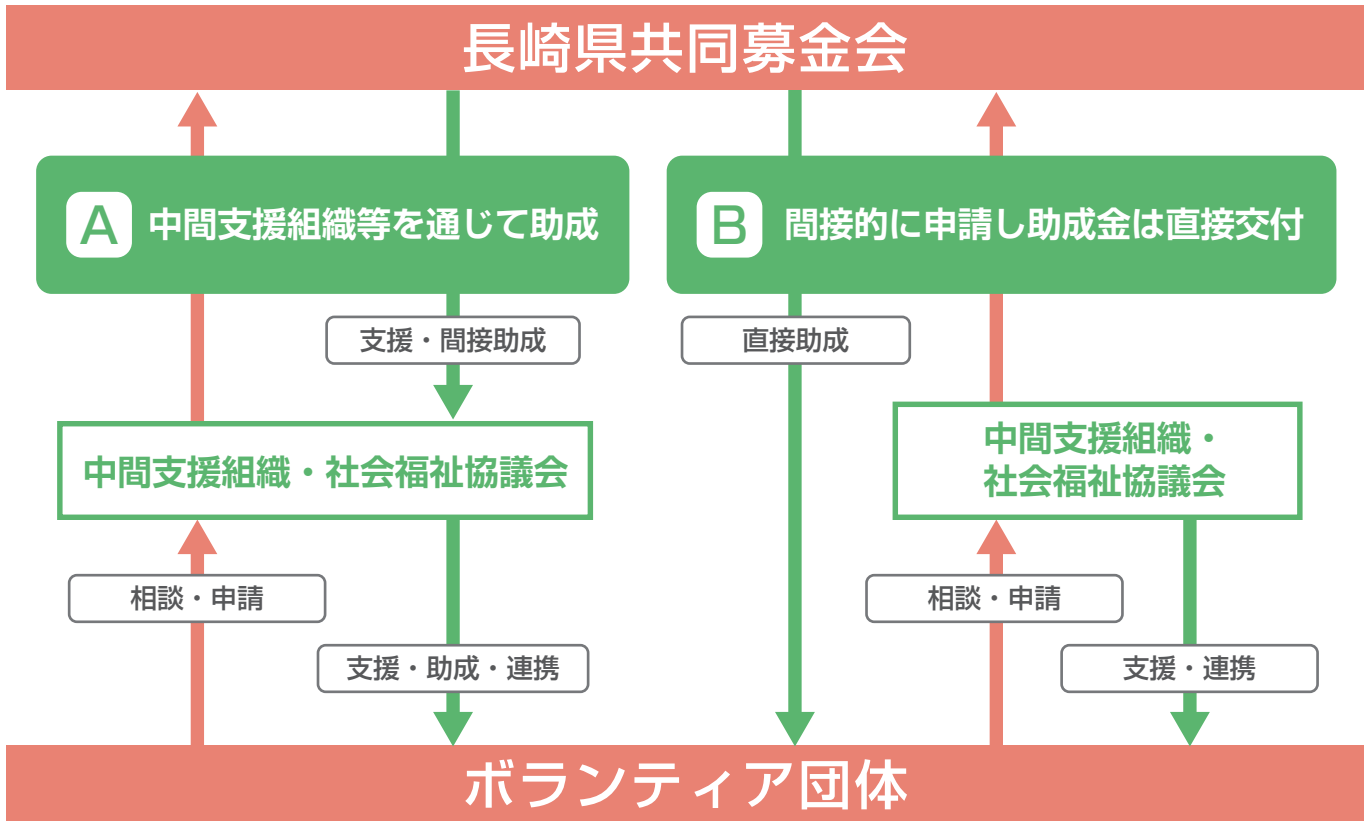 長崎県共同募金会
A 中間支援組織等を通じて助成
支援・間接助成
中間支援組織・社会福祉協議会
相談・申請
支援・助成・連携
B 間接的に申請し助成金は直接交付
直接助成
中間支援組織・
社会福祉協議会
相談・申請
支援・連携
ボランティア団体